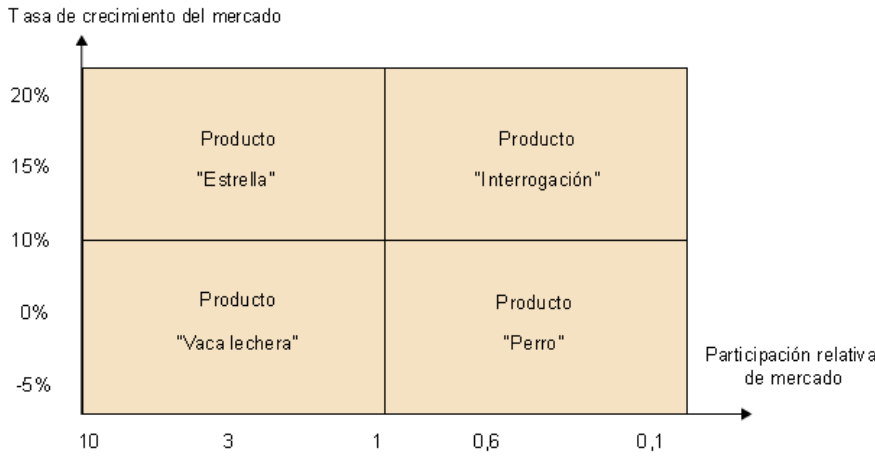 Tasa de crecimiento del mercado
20%
Producto
"Estrella"
Producto
"Interrogación"
15%
10%
Producto
"Vaca lechera"
Producto
"Perro"
0%
-5%
Participación relativa
de mercado
10 3 1 0,6 0,1